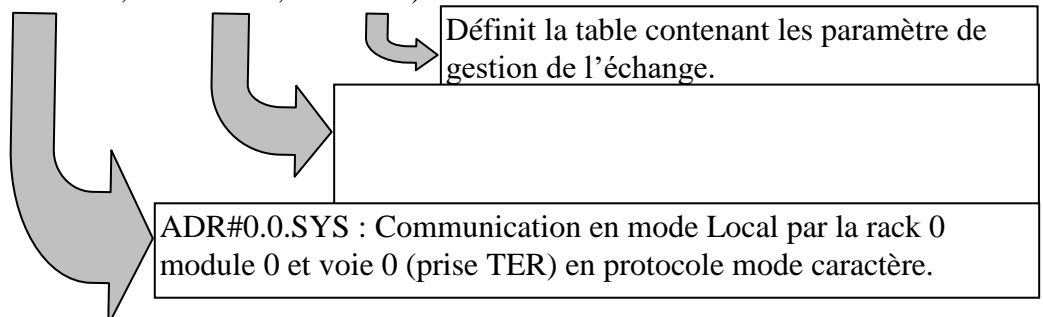 Définit la table contenant les paramètre de
gestion de l'échange.
ADR#0.0.SYS : Communication en mode Local par la rack 0
module 0 et voie 0 (prise TER) en protocole mode caractère.